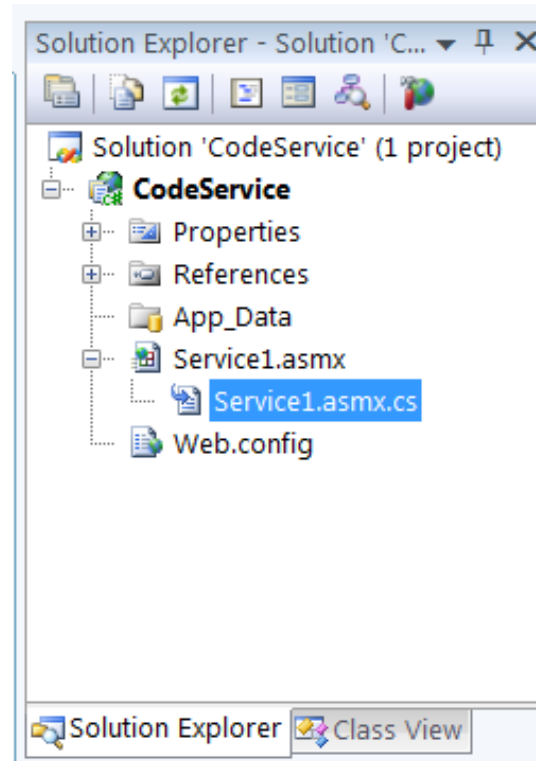 Solution Explorer - Solution 'C...
Solution 'CodeService' (1 project)
CodeService
Properties
References
App_Data
Service1.asmx
Service1.asmx.cs
Web.config
Solution Explorer Class View